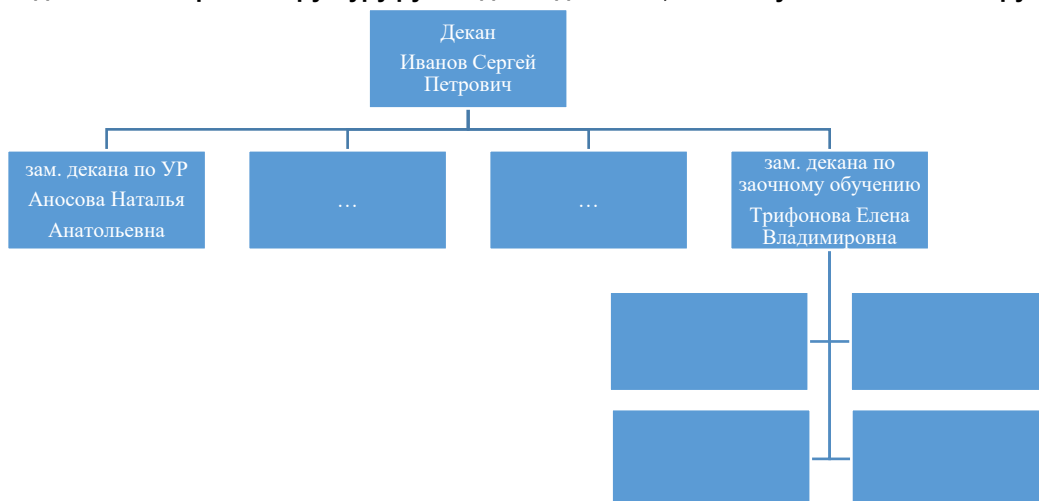 Декан
Иванов Сергей
Петрович
зам. декана по УР
Аносова Наталья
Анатольевна
…
…
зам. декана по
заочному обучению
Трифонова Елена
Владимировна